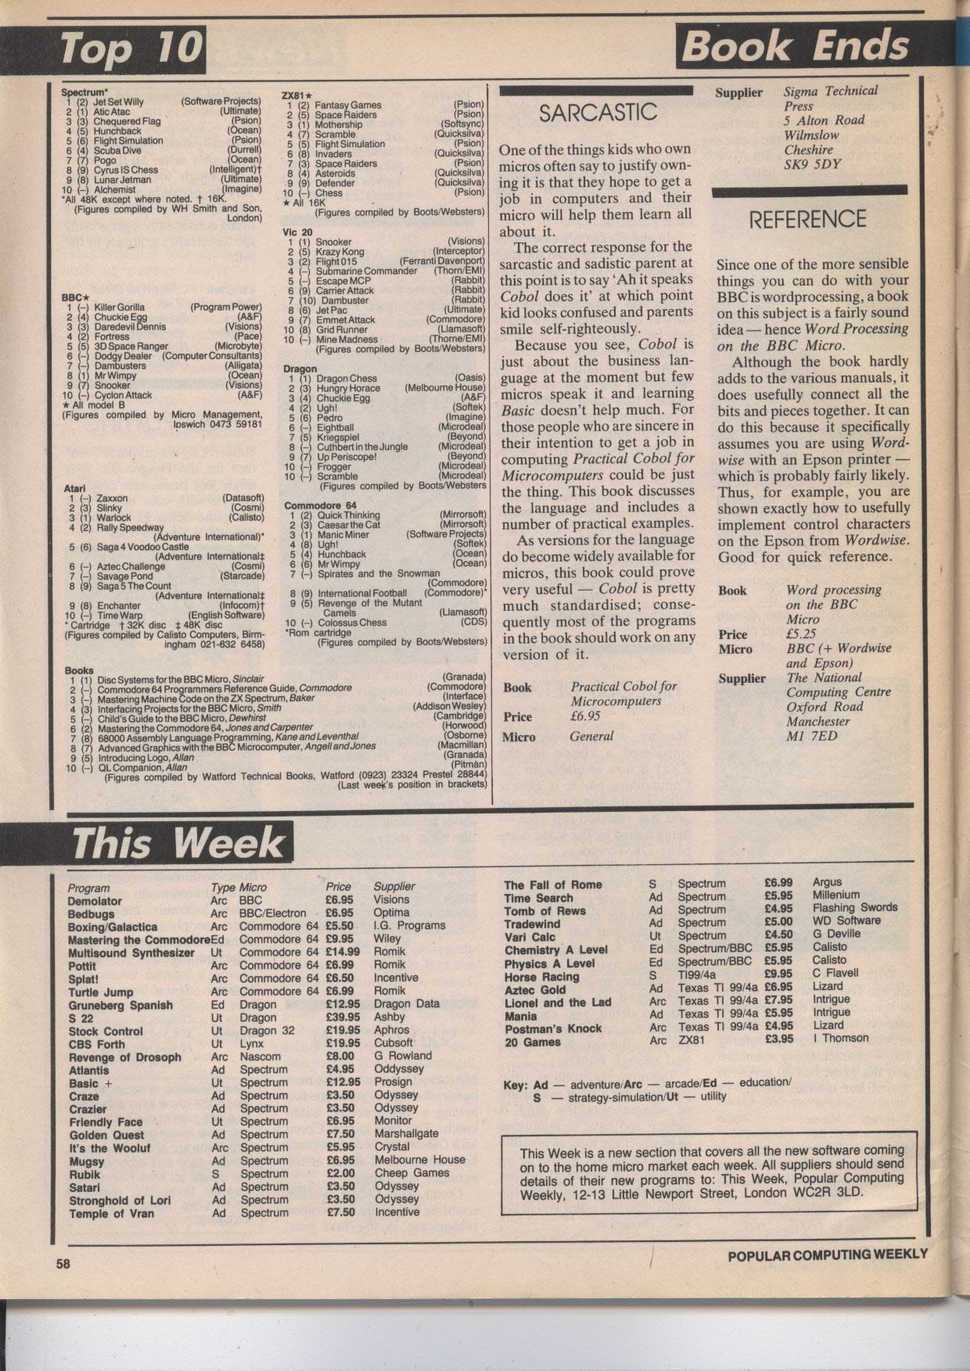 Top 10
Book Ends
Spectrum*
1 (2) Jet Set Willy (Software Projects)
2 (1) Atic Atac (Ultimate)
3 (3) Chequered Flag (Psion)
4 (5) Hunchback (Ocean)
5 (6) Flight Simulation (Psion)
6 (4) Scuba Dive (Durrell)
7 (7) Pogo (Ocean)
8 (9) Cyrus IS Chess (Intelligent)†
9 (8) Lunar Jetman (Ultimate)
10 (–) Alchemist (Imagine)
*All 48K except where noted. † 16K.
(Figures compiled by WH Smith and Son,
London)
BBC★
1 (–) Killer Gorilla (Program Power)
2 (4) Chuckie Egg (A&F)
3 (3) Daredevil Dennis (Visions)
4 (2) Fortress (Pace)
5 (5) 3D Space Ranger (Microbyte)
6 (–) Dodgy Dealer (Computer Consultants)
7 (–) Dambusters (Alligata)
8 (1) Mr Wimpy (Ocean)
9 (7) Snooker (Visions)
10 (–) Cyclon Attack (A&F)
★ All model B
(Figures compiled by Micro Management,
Ipswich 0473 59181
Atari
1 (–) Zaxxon (Datasoft)
2 (3) Slinky (Cosmi)
3 (1) Warlock (Calisto)
4 (2) Rally Speedway
(Adventure International)*
5 (6) Saga 4 Voodoo Castle
(Adventure International‡
6 (–) Aztec Challenge (Cosmi)
7 (–) Savage Pond (Starcade)
8 (9) Saga 5 The Count
(Adventure International‡
9 (8) Enchanter (Infocom)†
10 (–) Time Warp (English Software)
* Cartridge † 32K disc ‡ 48K disc
(Figures compiled by Calisto Computers, Birm-
ingham 021-632 6458)
ZX81★
1 (2) Fantasy Games (Psion)
2 (5) Space Raiders (Psion)
3 (1) Mothership (Softsync)
4 (7) Scramble (Quicksilva)
5 (5) Flight Simulation (Psion)
6 (8) Invaders (Quicksilva)
7 (3) Space Raiders (Psion)
8 (4) Asteroids (Quicksilva)
9 (9) Defender (Quicksilva)
10 (–) Chess (Psion)
★ All 16K
(Figures compiled by Boots/Websters)
Vic 20
1 (1) Snooker (Visions)
2 (5) Krazy Kong (Interceptor)
3 (2) Flight 015 (Ferranti Davenport)
4 (–) Submarine Commander (Thorn/EMI)
5 (–) Escape MCP (Rabbit)
6 (9) Carrier Attack (Rabbit)
7 (10) Dambuster (Rabbit)
8 (6) Jet Pac (Ultimate)
9 (7) Emmet Attack (Commodore)
10 (8) Grid Runner (Llamasoft)
10 (–) Mine Madness (Thorne/EMI)
(Figures compiled by Boots/Websters)
Dragon
1 (1) Dragon Chess (Oasis)
2 (3) Hungry Horace (Melbourne House)
3 (4) Chuckie Egg (A&F)
4 (2) Ugh! (Softek)
5 (6) Pedro (Imagine)
6 (–) Eightball (Microdeal)
7 (5) Kriegspiel (Beyond)
8 (–) Cuthbert in the Jungle (Microdeal)
9 (7) Up Periscope! (Beyond)
10 (–) Frogger (Microdeal)
10 (–) Scramble (Microdeal)
(Figures compiled by Boots/Websters
Commodore 64
1 (2) Quick Thinking (Mirrorsoft)
2 (3) Caesar the Cat (Mirrorsoft)
3 (1) Manic Miner (Software Projects)
4 (8) Ugh! (Softek)
5 (4) Hunchback (Ocean)
6 (6) Mr Wimpy (Ocean)
7 (–) Spirates and the Snowman
(Commodore)
8 (9) International Football (Commodore)*
9 (5) Revenge of the Mutant
Camels (Llamasoft)
10 (–) Colossus Chess (CDS)
*Rom cartridge
(Figures compiled by Boots/Websters)
Books
1 (1) Disc Systems for the BBC Micro, Sinclair (Granada)
2 (–) Commodore 64 Programmers Reference Guide, Commodore (Commodore)
3 (–) Mastering Machine Code on the ZX Spectrum, Baker (Interface)
4 (3) Interfacing Projects for the BBC Micro, Smith (Addison Wesley)
5 (–) Child's Guide to the BBC Micro, Dewhirst (Cambridge)
6 (2) Mastering the Commodore 64, Jones and Carpenter (Horwood)
7 (8) 68000 Assembly Language Programming, Kane and Leventhal (Osborne)
8 (7) Advanced Graphics with the BBC Microcomputer, Angell and Jones (Macmillan)
9 (5) Introducing Logo, Allan (Granada)
10 (–) QL Companion, Allan (Pitman)
(Figures compiled by Watford Technical Books, Watford (0923) 23324 Prestel 28844)
(Last week's position in brackets)
SARCASTIC
One of the things kids who own
micros often say to justify own-
ing it is that they hope to get a
job in computers and their
micro will help them learn all
about it.
The correct response for the
sarcastic and sadistic parent at
this point is to say 'Ah it speaks
Cobol does it' at which point
kid looks confused and parents
smile self-righteously.
Because you see, Cobol is
just about the business lan-
guage at the moment but few
micros speak it and learning
Basic doesn't help much. For
those people who are sincere in
their intention to get a job in
computing Practical Cobol for
Microcomputers could be just
the thing. This book discusses
the language and includes a
number of practical examples.
As versions for the language
do become widely available for
micros, this book could prove
very useful — Cobol is pretty
much standardised; conse-
quently most of the programs
in the book should work on any
version of it.
Book Practical Cobol for
Microcomputers
Price £6.95
Micro General
Supplier Sigma Technical
Press
5 Alton Road
Wilmslow
Cheshire
SK9 5DY
REFERENCE
Since one of the more sensible
things you can do with your
BBC is wordprocessing, a book
on this subject is a fairly sound
idea — hence Word Processing
on the BBC Micro.
Although the book hardly
adds to the various manuals, it
does usefully connect all the
bits and pieces together. It can
do this because it specifically
assumes you are using Word-
wise with an Epson printer —
which is probably fairly likely.
Thus, for example, you are
shown exactly how to usefully
implement control characters
on the Epson from Wordwise.
Good for quick reference.
Book Word processing
on the BBC
Micro
Price £5.25
Micro BBC (+ Wordwise
and Epson)
Supplier The National
Computing Centre
Oxford Road
Manchester
M1 7ED
This Week
Program Type Micro Price Supplier
Demolator Arc BBC £6.95 Visions
Bedbugs Arc BBC/Electron £6.95 Optima
Boxing/Galactica Arc Commodore 64 £5.50 I.G. Programs
Mastering the Commodore Ed Commodore 64 £9.95 Wiley
Multisound Synthesizer Ut Commodore 64 £14.99 Romik
Pottit Arc Commodore 64 £6.99 Romik
Splat! Arc Commodore 64 £6.50 Incentive
Turtle Jump Arc Commodore 64 £6.99 Romik
Gruneberg Spanish Ed Dragon £12.95 Dragon Data
S 22 Ut Dragon £39.95 Ashby
Stock Control Ut Dragon 32 £19.95 Aphros
CBS Forth Ut Lynx £19.95 Cubsoft
Revenge of Drosoph Arc Nascom £8.00 G Rowland
Atlantis Ad Spectrum £4.95 Oddyssey
Basic + Ut Spectrum £12.95 Prosign
Craze Ad Spectrum £3.50 Odyssey
Crazier Ad Spectrum £3.50 Odyssey
Friendly Face Ut Spectrum £6.95 Monitor
Golden Quest Ad Spectrum £7.50 Marshallgate
It's the Wooluf Arc Spectrum £5.95 Crystal
Mugsy Ad Spectrum £6.95 Melbourne House
Rubik S Spectrum £2.00 Cheep Games
Satari Ad Spectrum £3.50 Odyssey
Stronghold of Lori Ad Spectrum £3.50 Odyssey
Temple of Vran Ad Spectrum £7.50 Incentive
The Fall of Rome S Spectrum £6.99 Argus
Time Search Ad Spectrum £5.95 Millenium
Tomb of Rews Ad Spectrum £4.95 Flashing Swords
Tradewind Ad Spectrum £5.00 WD Software
Vari Calc Ut Spectrum £4.50 G Deville
Chemistry A Level Ed Spectrum/BBC £5.95 Calisto
Physics A Level Ed Spectrum/BBC £5.95 Calisto
Horse Racing S TI99/4a £9.95 C Flavell
Aztec Gold Ad Texas TI 99/4a £6.95 Lizard
Lionel and the Lad Arc Texas TI 99/4a £7.95 Intrigue
Mania Ad Texas TI 99/4a £5.95 Intrigue
Postman's Knock Arc Texas TI 99/4a £4.95 Lizard
20 Games Arc ZX81 £3.95 I Thomson
Key: Ad — adventure/Arc — arcade/Ed — education/
S — strategy-simulation/Ut — utility
This Week is a new section that covers all the new software coming
on to the home micro market each week. All suppliers should send
details of their new programs to: This Week, Popular Computing
Weekly, 12-13 Little Newport Street, London WC2R 3LD.
58
POPULAR COMPUTING WEEKLY